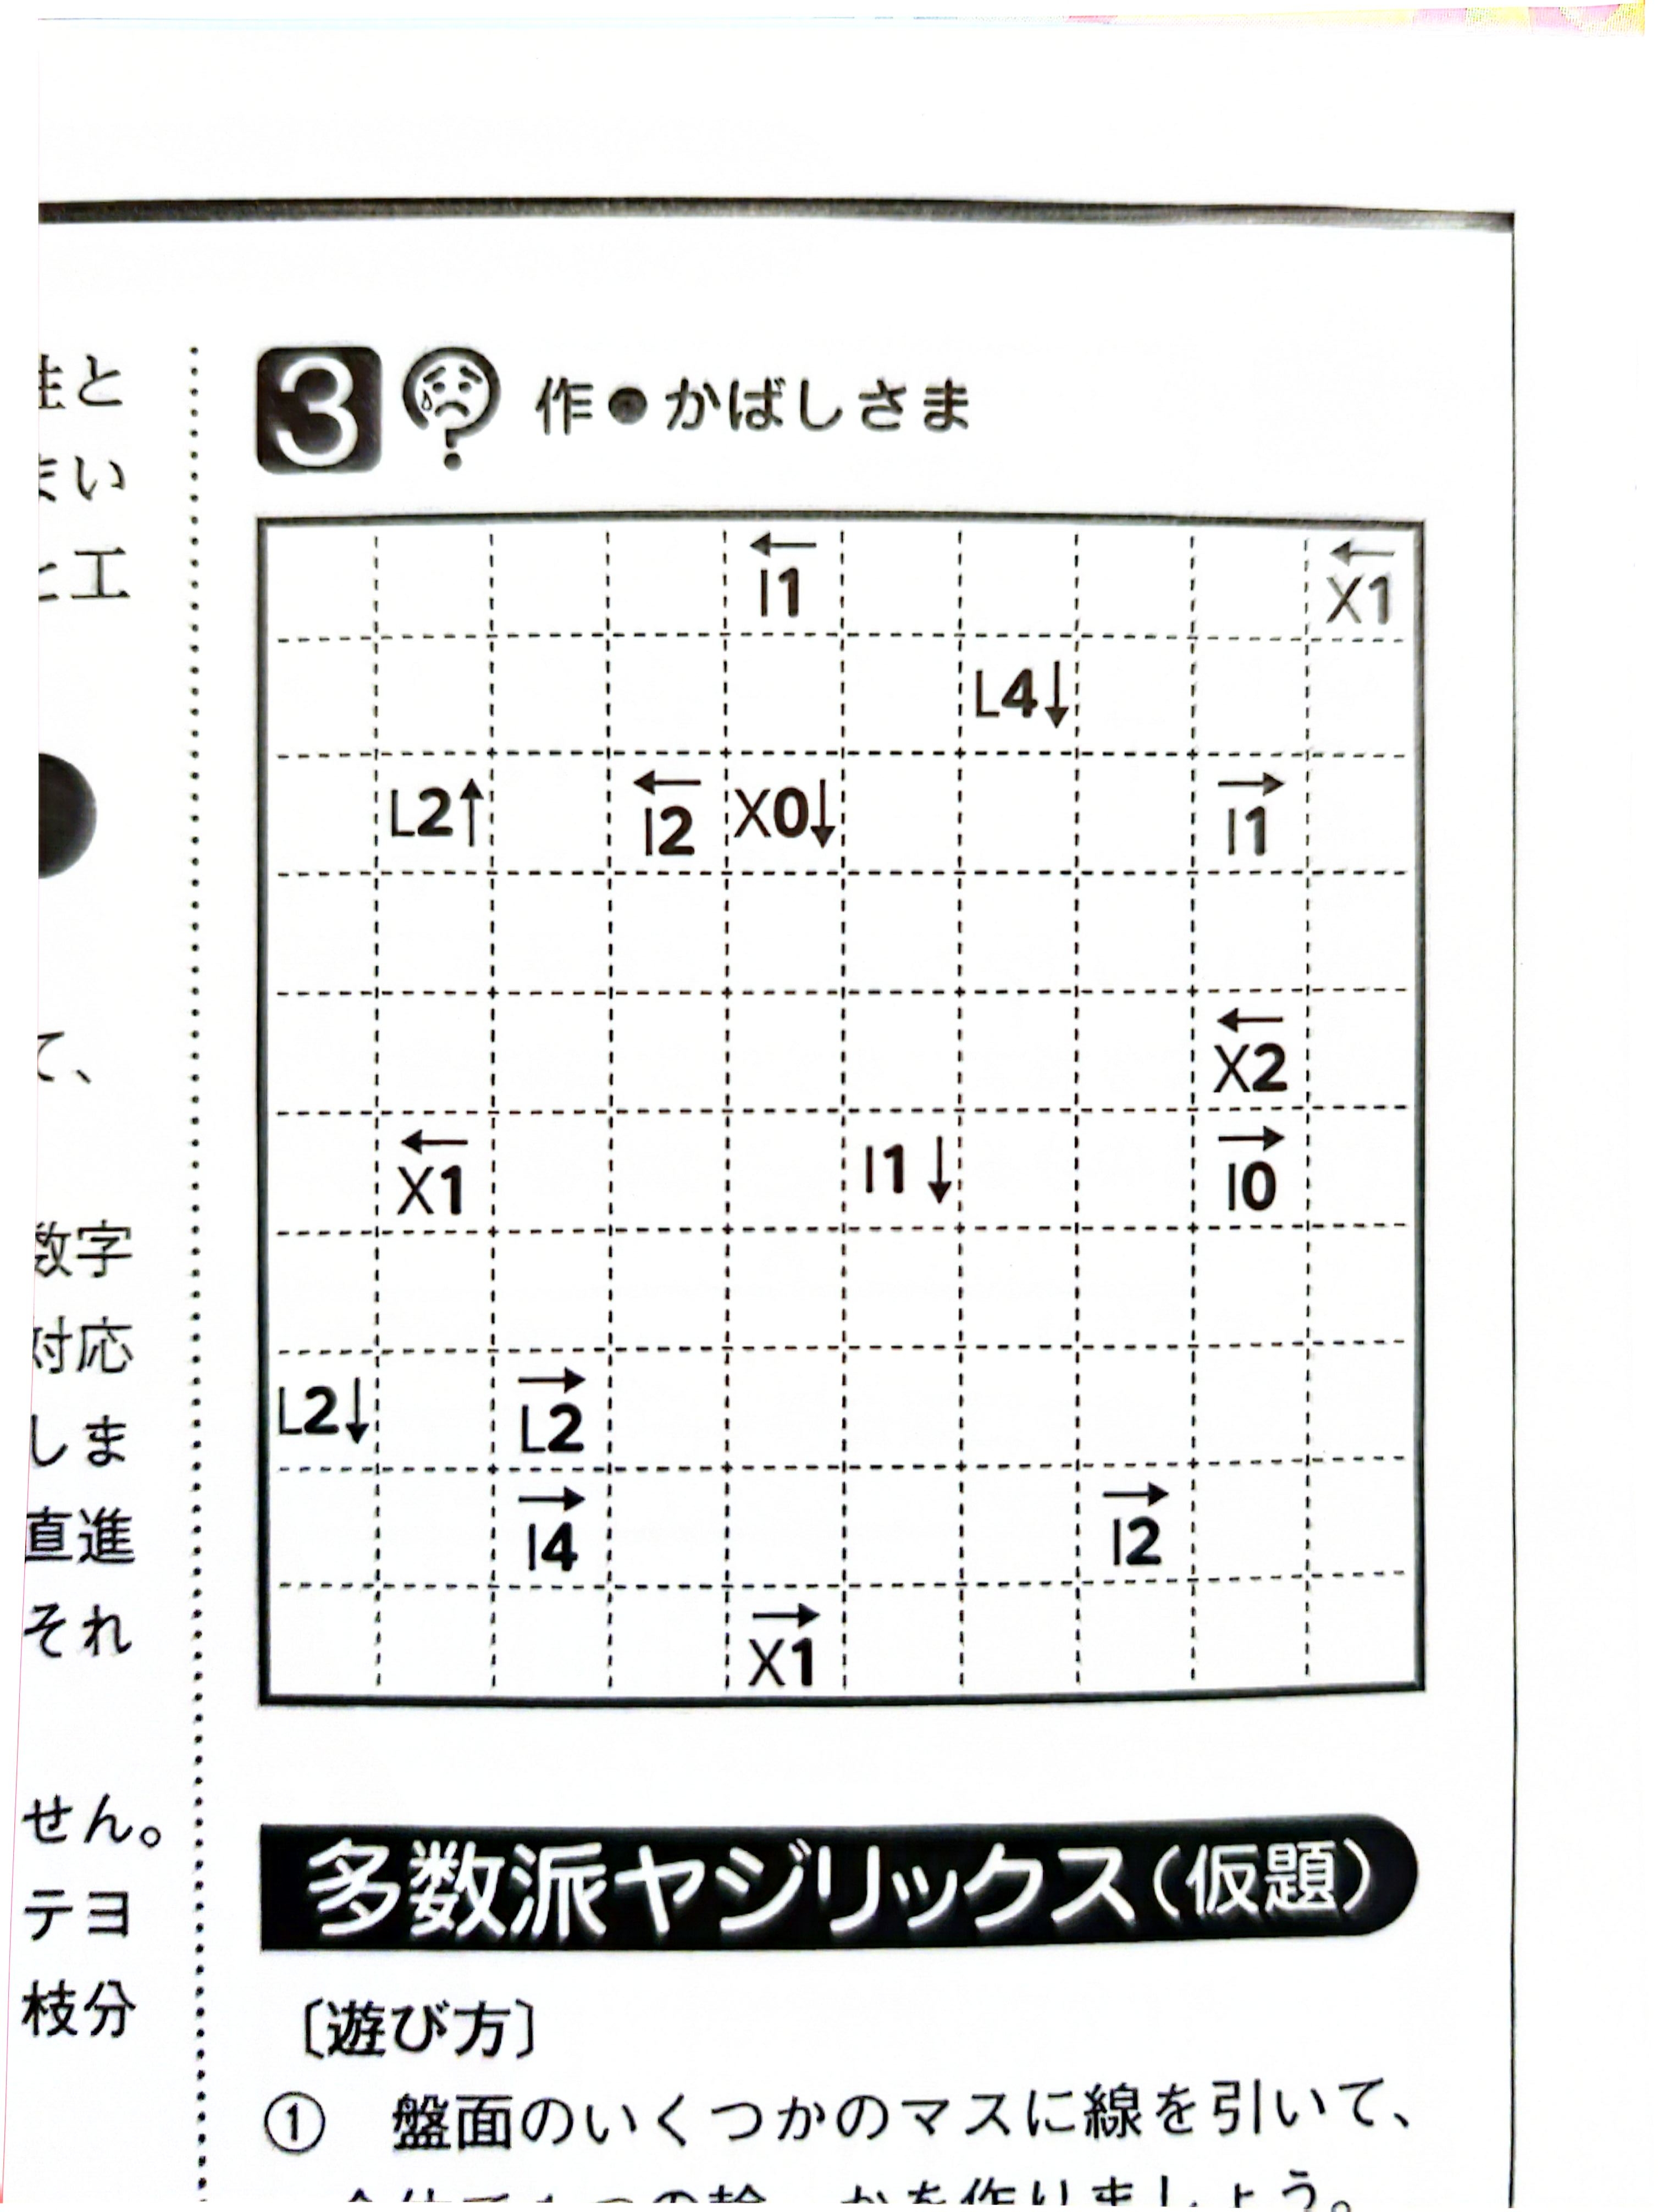 3 作●かばしさま
←I1 ←X1
L4↓
L2↑ ←I2 X0↓ →I1
←X2
←X1 I1↓ →I0
L2↓ →L2
→I4 →I2
→X1
多数派ヤジリックス（仮題）
〔遊び方〕
① 盤面のいくつかのマスに線を引いて、
と
まい
と工
て、
数字
対応
しま
直進
それ
せん。
テヨ
枝分